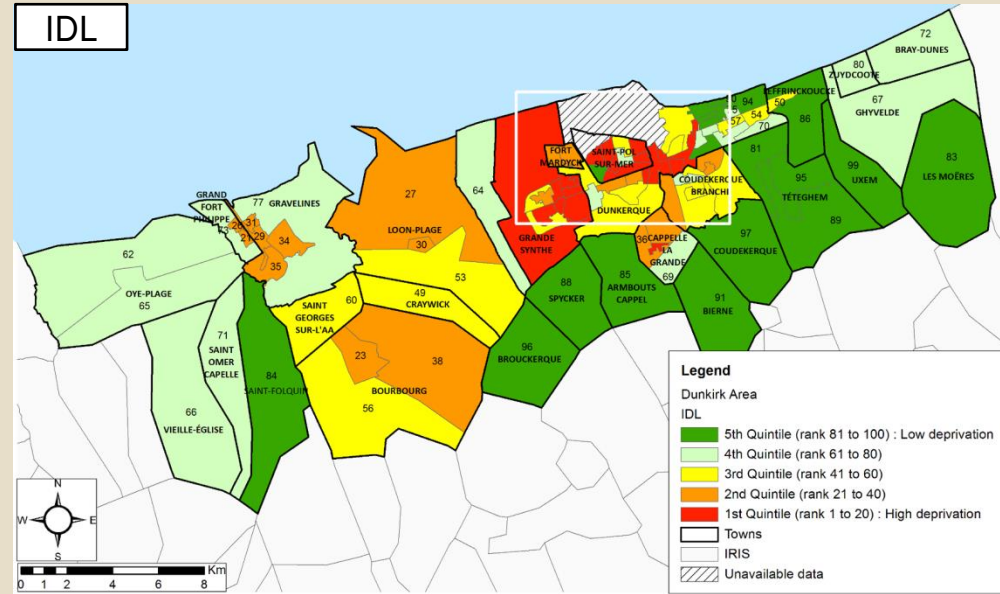 IDL
72
BRAY-DUNES
80
ZUYDCOOTE
67
GHYVELDE
LEFFRINCKOUCKE
94
50
54
57
70
86
83
LES MOËRES
81
99
UXEM
95
TÉTEGHEM
89
FORT
MARDYCK
SAINT-POL
SUR-MER
COUDEKERCUE
BRANCHI
DUNKERQUE
GRANDE
SYNTHE
64
27
LOON-PLAGE
30
53
GRAND
FORT
PHILIPPE
77
GRAVELINES
31
29
21
34
35
73
62
OYE-PLAGE
65
36
CAPPELLE
LA
GRANDE
69
97
COUDEKERQUE
88
SPYCKER
85
ARMBOUTS
CAPPEL
91
BIERNE
49
CRAYWICK
60
SAINT
GEORGES
SUR-L'AA
71
SAINT
OMER
CAPELLE
84
SAINT-FOLQUIN
66
VIEILLE-ÉGLISE
23
38
BOURBOURG
56
96
BROUCKERQUE
Legend
Dunkirk Area
IDL
5th Quintile (rank 81 to 100) : Low deprivation
4th Quintile (rank 61 to 80)
3rd Quintile (rank 41 to 60)
2nd Quintile (rank 21 to 40)
1st Quintile (rank 1 to 20) : High deprivation
Towns
IRIS
Unavailable data
N
W E
S
Km
0 1 2 4 6 8